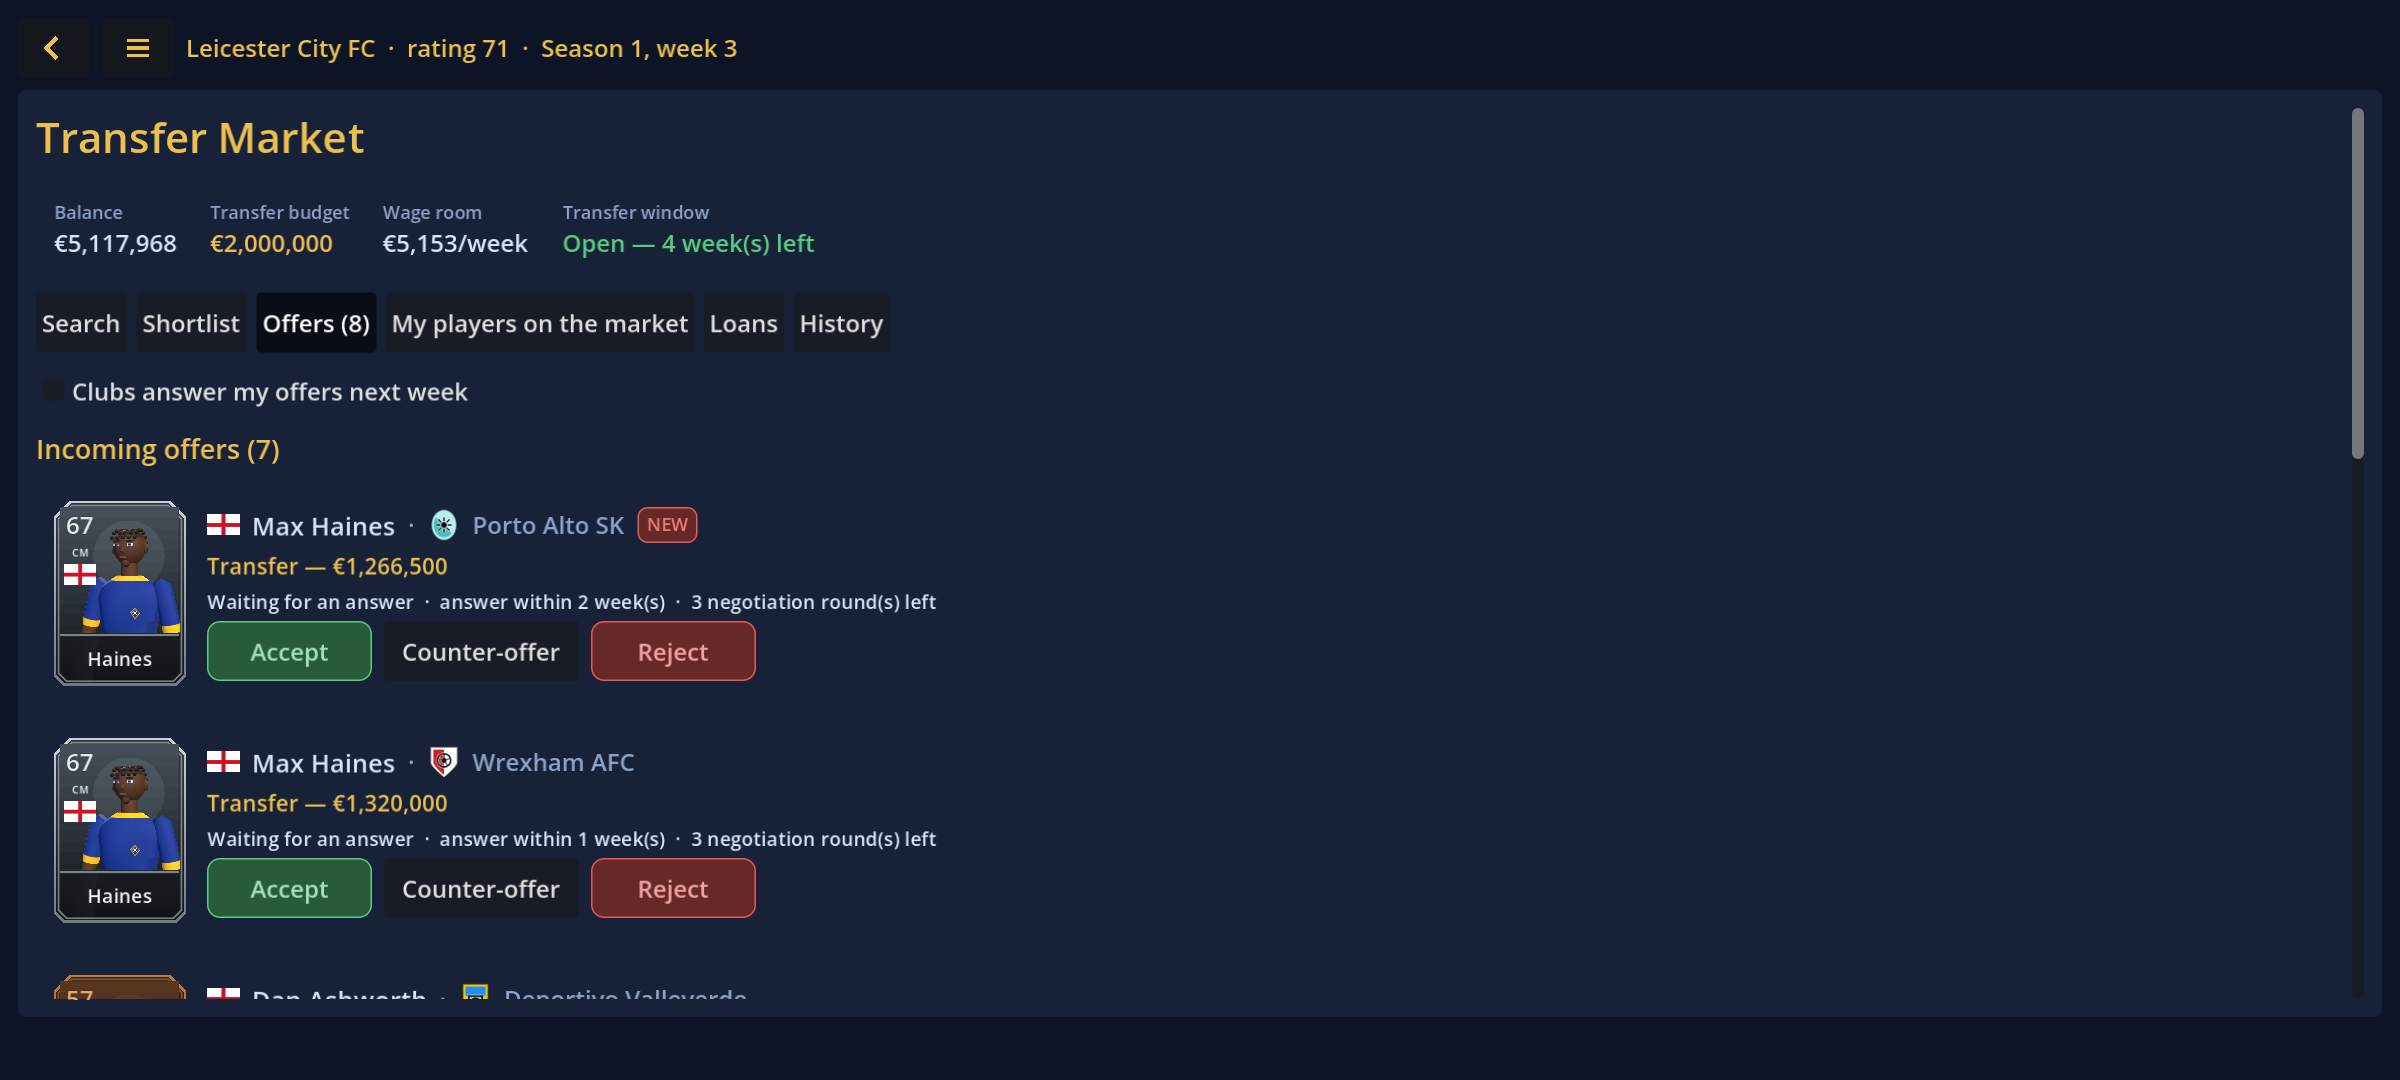 Leicester City FC · rating 71 · Season 1, week 3
Transfer Market
Balance
€5,117,968
Transfer budget
€2,000,000
Wage room
€5,153/week
Transfer window
Open — 4 week(s) left
Search
Shortlist
Offers (8)
My players on the market
Loans
History
Clubs answer my offers next week
Incoming offers (7)
67
CM
Haines
Max Haines · Porto Alto SK NEW
Transfer — €1,266,500
Waiting for an answer · answer within 2 week(s) · 3 negotiation round(s) left
Accept
Counter-offer
Reject
67
CM
Haines
Max Haines · Wrexham AFC
Transfer — €1,320,000
Waiting for an answer · answer within 1 week(s) · 3 negotiation round(s) left
Accept
Counter-offer
Reject
57
Dan Ashworth · Deportivo Valleverde